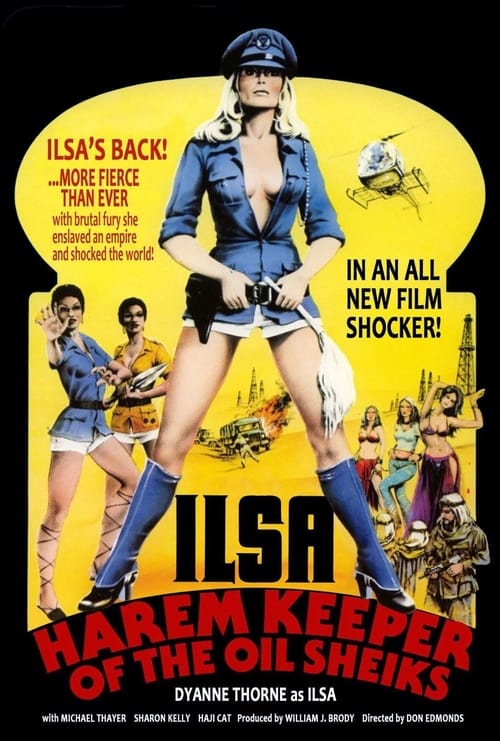 ILSA'S BACK!
...MORE FIERCE
THAN EVER
with brutal fury she
enslaved an empire
and shocked the world!
IN AN ALL
NEW FILM
SHOCKER!
ILSA
HAREM KEEPER
OF THE OIL SHEIKS
DYANNE THORNE as ILSA
with MICHAEL THAYER SHARON KELLY HAJI CAT Produced by WILLIAM J. BRODY Directed by DON EDMONDS